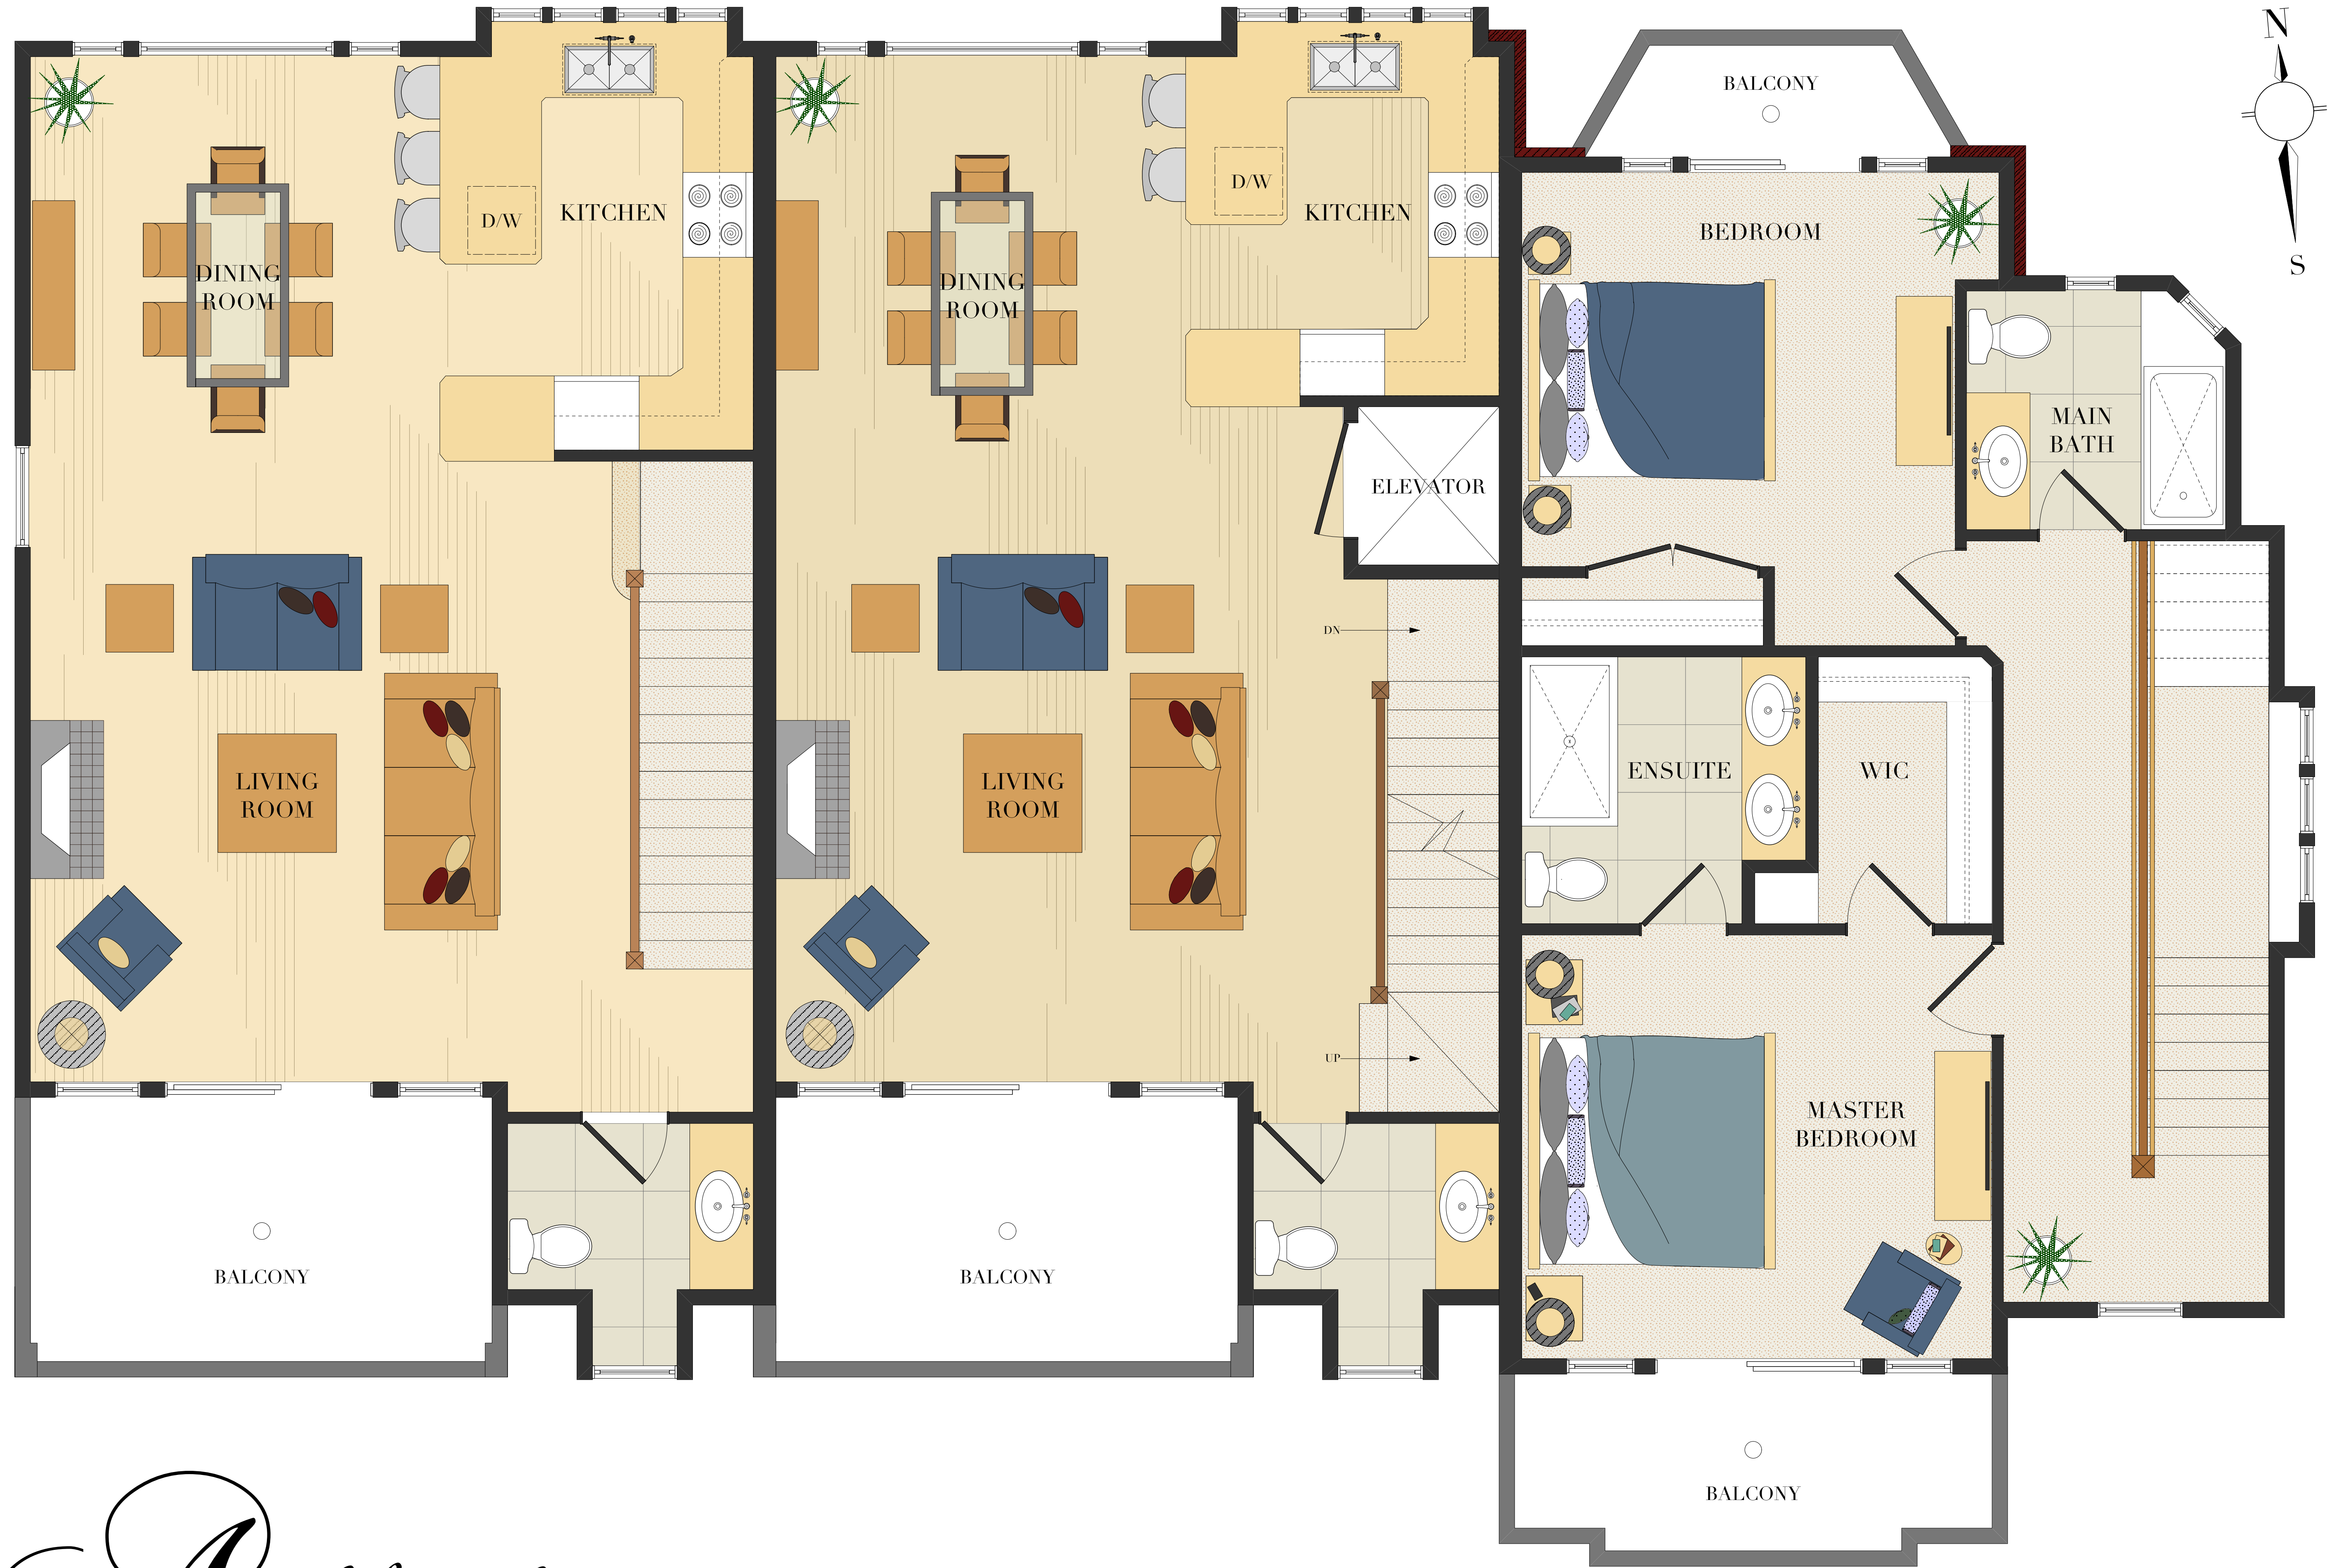 N
S
BALCONY
D/W
KITCHEN
DINING
ROOM
LIVING
ROOM
BALCONY
D/W
KITCHEN
DINING
ROOM
ELEVATOR
DN
LIVING
ROOM
UP
BALCONY
BEDROOM
MAIN
BATH
ENSUITE
WIC
MASTER
BEDROOM
BALCONY